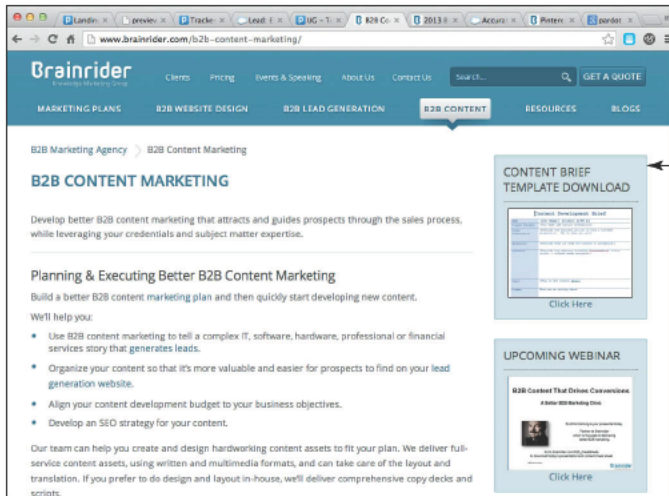 Landin
preview
Tracke
Lead: E
UG – T
B2B Co
2013 B
Accura
Pintere
pardot
www.brainrider.com/b2b-content-marketing/
Brainrider
Knowledge Marketing Group
Clients Pricing Events & Speaking About Us Contact Us Search... GET A QUOTE
MARKETING PLANS B2B WEBSITE DESIGN B2B LEAD GENERATION B2B CONTENT RESOURCES BLOGS
B2B Marketing Agency B2B Content Marketing
B2B CONTENT MARKETING
Develop better B2B content marketing that attracts and guides prospects through the sales process,
while leveraging your credentials and subject matter expertise.
Planning & Executing Better B2B Content Marketing
Build a better B2B content marketing plan and then quickly start developing new content.
We'll help you:
Use B2B content marketing to tell a complex IT, software, hardware, professional or financial
services story that generates leads.
Organize your content so that it's more valuable and easier for prospects to find on your lead
generation website.
Align your content development budget to your business objectives.
Develop an SEO strategy for your content.
Our team can help you create and design hardworking content assets to fit your plan. We deliver full-
service content assets, using written and multimedia formats, and can take care of the layout and
translation. If you prefer to do design and layout in-house, we'll deliver comprehensive copy decks and
scripts.
CONTENT BRIEF
TEMPLATE DOWNLOAD
Content Development Brief
Click Here
UPCOMING WEBINAR
B2B Content That Drives Conversions
A Better B2B Marketing Clinic
Click Here